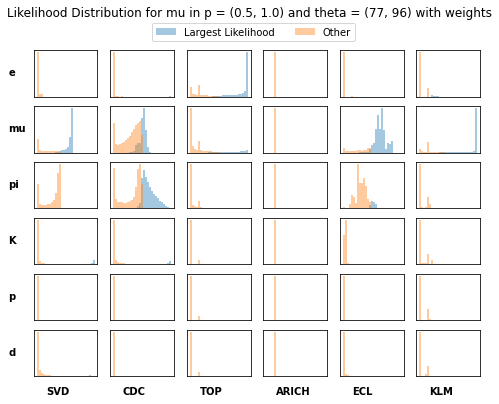 Likelihood Distribution for mu in p = (0.5, 1.0) and theta = (77, 96) with weights
Largest Likelihood Other
e
mu
pi
K
p
d
SVD CDC TOP ARICH ECL KLM